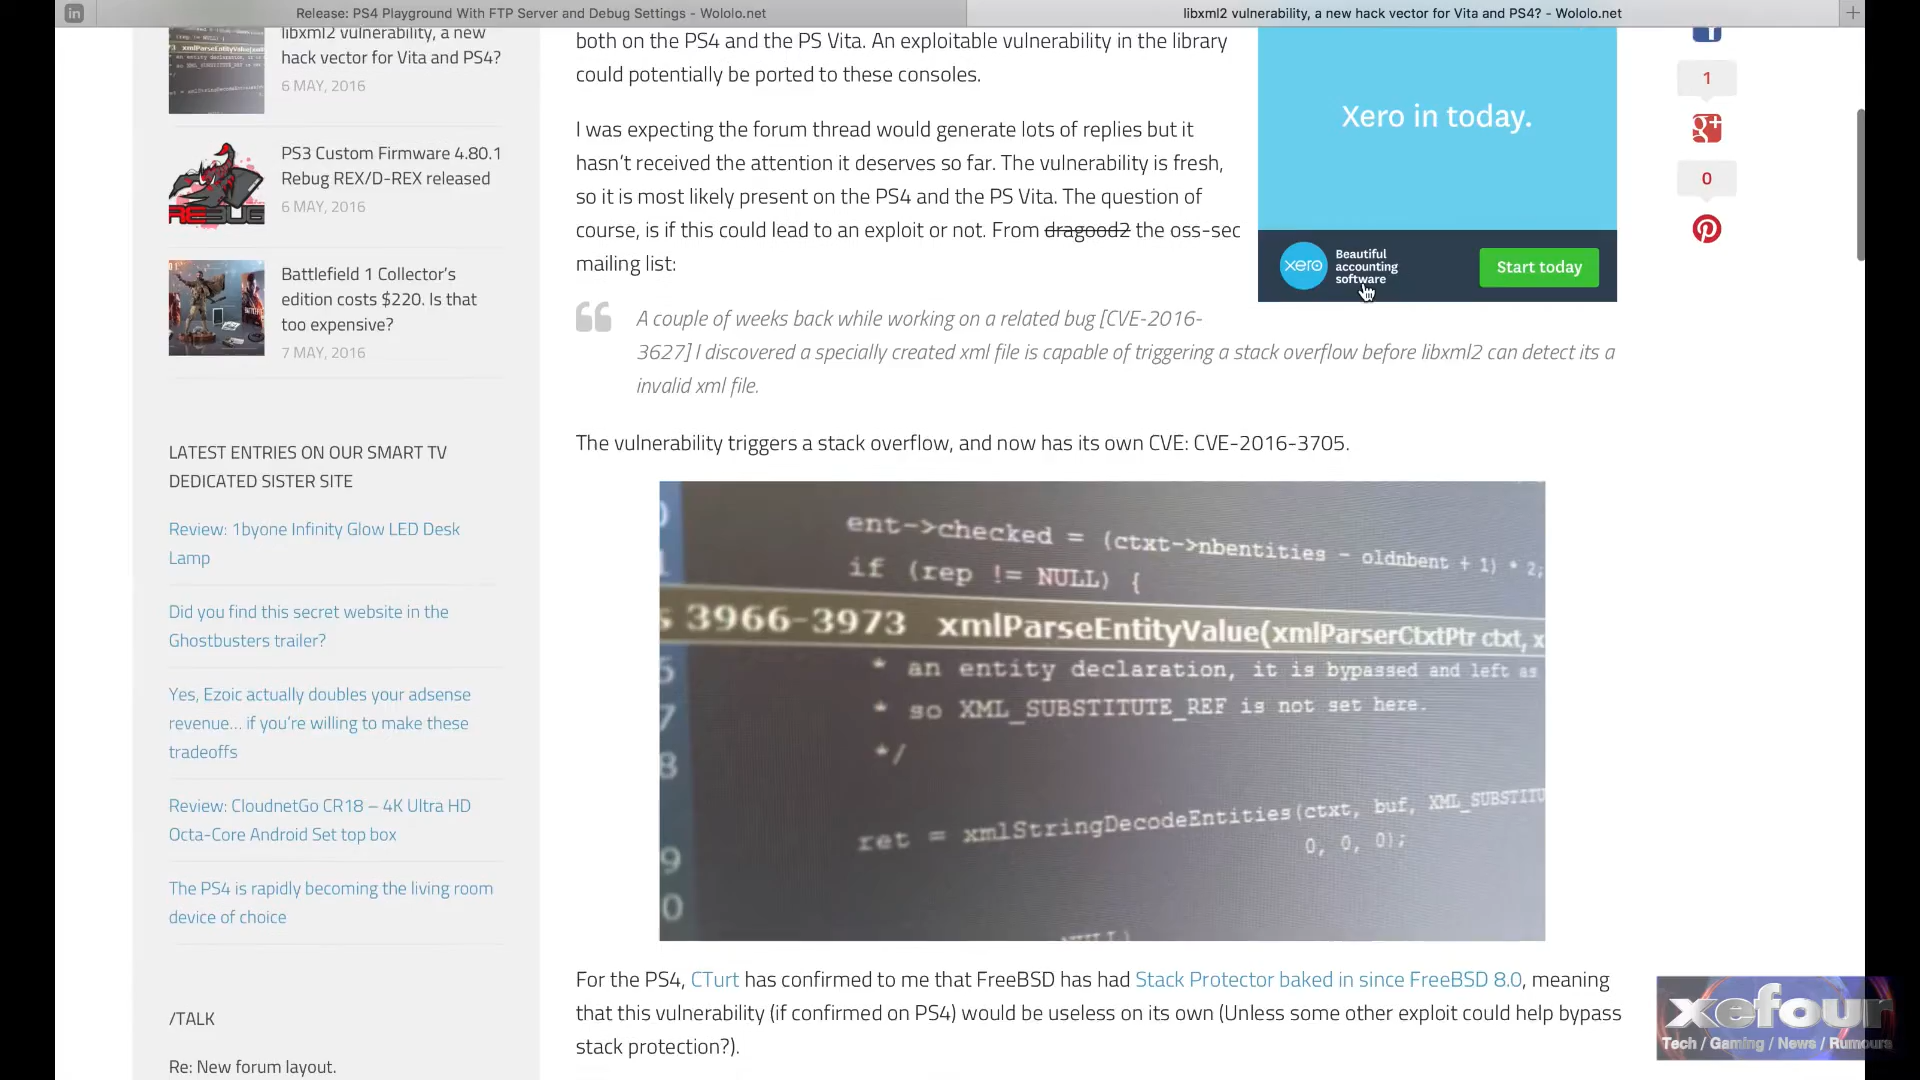 Release: PS4 Playground With FTP Server and Debug Settings - Wololo.net
libxml2 vulnerability, a new hack vector for Vita and PS4? - Wololo.net
libxml2 vulnerability, a new
hack vector for Vita and PS4?
6 MAY, 2016
PS3 Custom Firmware 4.80.1
Rebug REX/D-REX released
6 MAY, 2016
REBUG
Battlefield 1 Collector's
edition costs $220. Is that
too expensive?
7 MAY, 2016
LATEST ENTRIES ON OUR SMART TV
DEDICATED SISTER SITE
Review: 1byone Infinity Glow LED Desk
Lamp
Did you find this secret website in the
Ghostbusters trailer?
Yes, Ezoic actually doubles your adsense
revenue… if you're willing to make these
tradeoffs
Review: CloudnetGo CR18 – 4K Ultra HD
Octa-Core Android Set top box
The PS4 is rapidly becoming the living room
device of choice
/TALK
Re: New forum layout.
both on the PS4 and the PS Vita. An exploitable vulnerability in the library
could potentially be ported to these consoles.
I was expecting the forum thread would generate lots of replies but it
hasn't received the attention it deserves so far. The vulnerability is fresh,
so it is most likely present on the PS4 and the PS Vita. The question of
course, is if this could lead to an exploit or not. From dragood2 the oss-sec
mailing list:
A couple of weeks back while working on a related bug [CVE-2016-
3627] I discovered a specially created xml file is capable of triggering a stack overflow before libxml2 can detect its a
invalid xml file.
The vulnerability triggers a stack overflow, and now has its own CVE: CVE-2016-3705.
ent->checked = (ctxt->nbentities - oldnbent + 1) * 2;
if (rep != NULL) {
s 3966-3973 xmlParseEntityValue(xmlParserCtxtPtr ctxt, x
* an entity declaration, it is bypassed and left as
* so XML_SUBSTITUTE_REF is not set here.
*/
ret = xmlStringDecodeEntities(ctxt, buf, XML_SUBSTITU
0, 0, 0);
For the PS4, CTurt has confirmed to me that FreeBSD has had Stack Protector baked in since FreeBSD 8.0, meaning
that this vulnerability (if confirmed on PS4) would be useless on its own (Unless some other exploit could help bypass
stack protection?).
Xero in today.
xero
Beautiful
accounting
software
Start today
1
0
xefour
Tech / Gaming / News / Rumours